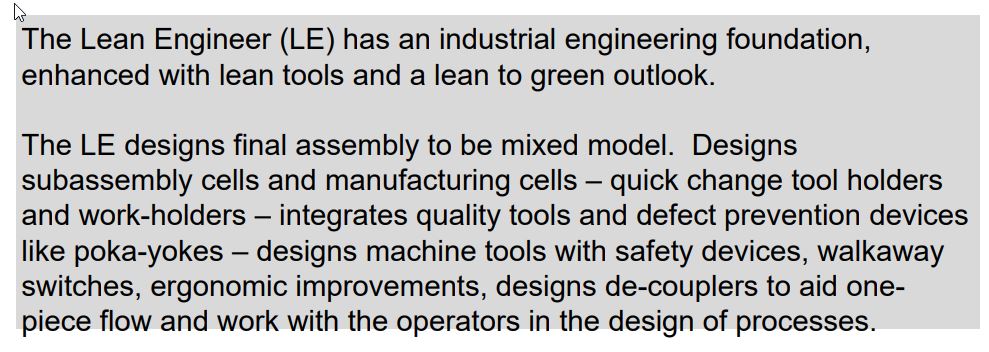 The Lean Engineer (LE) has an industrial engineering foundation,
enhanced with lean tools and a lean to green outlook.
The LE designs final assembly to be mixed model.  Designs
subassembly cells and manufacturing cells – quick change tool holders
and work-holders – integrates quality tools and defect prevention devices
like poka-yokes – designs machine tools with safety devices, walkaway
switches, ergonomic improvements, designs de-couplers to aid one-
piece flow and work with the operators in the design of processes.